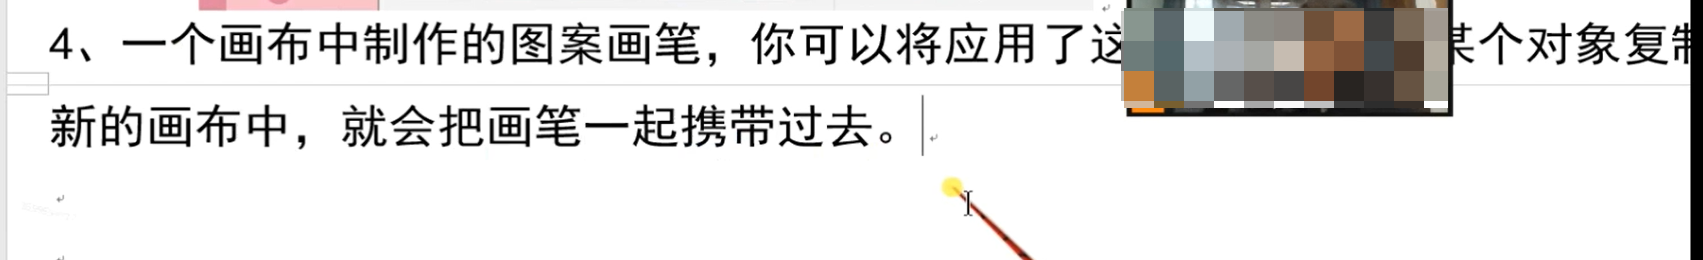 4、一个画布中制作的图案画笔，你可以将应用了这某个对象复制
新的画布中，就会把画笔一起携带过去。